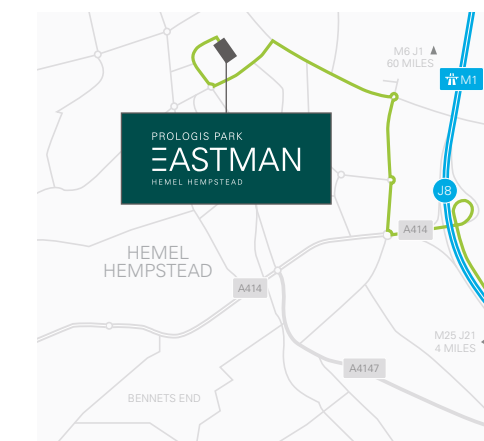 M6 J1
60 MILES
M1
PROLOGIS PARK
EASTMAN
HEMEL HEMPSTEAD
J8
A414
HEMEL
HEMPSTEAD
A414
M25 J21
4 MILES
A4147
BENNETS END